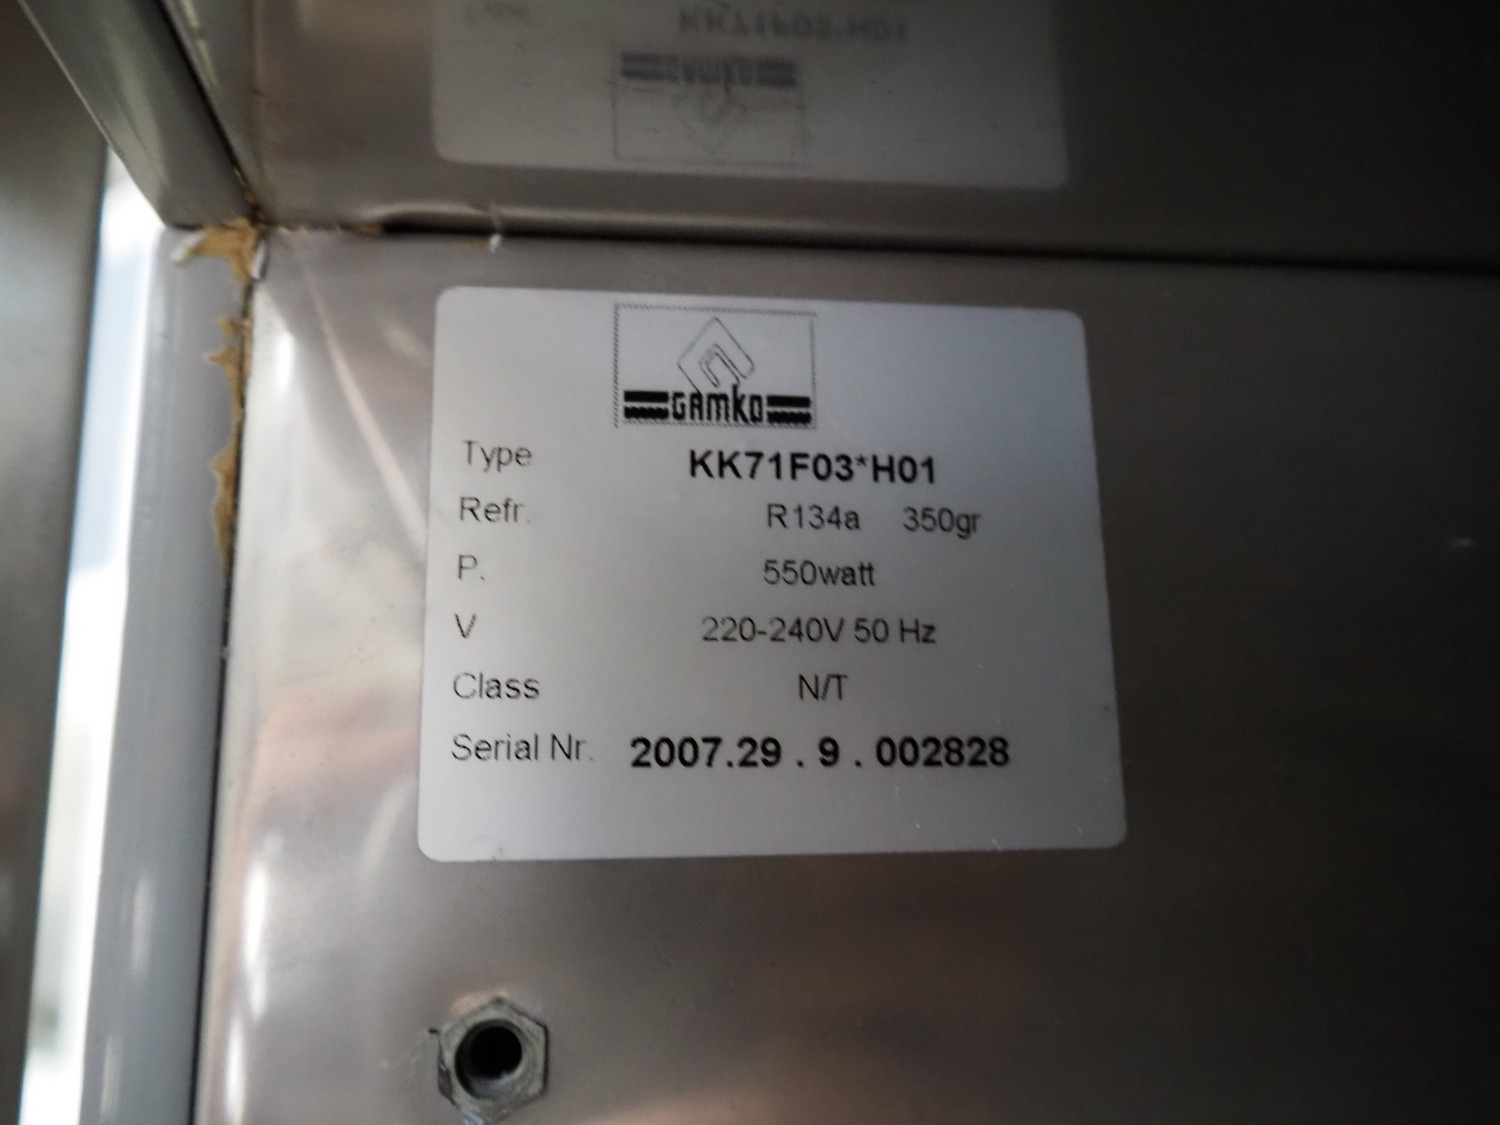 GAMKO
Type KK71F03*H01
Refr. R134a 350gr
P. 550watt
V 220-240V 50 Hz
Class N/T
Serial Nr. 2007.29 . 9 . 002828